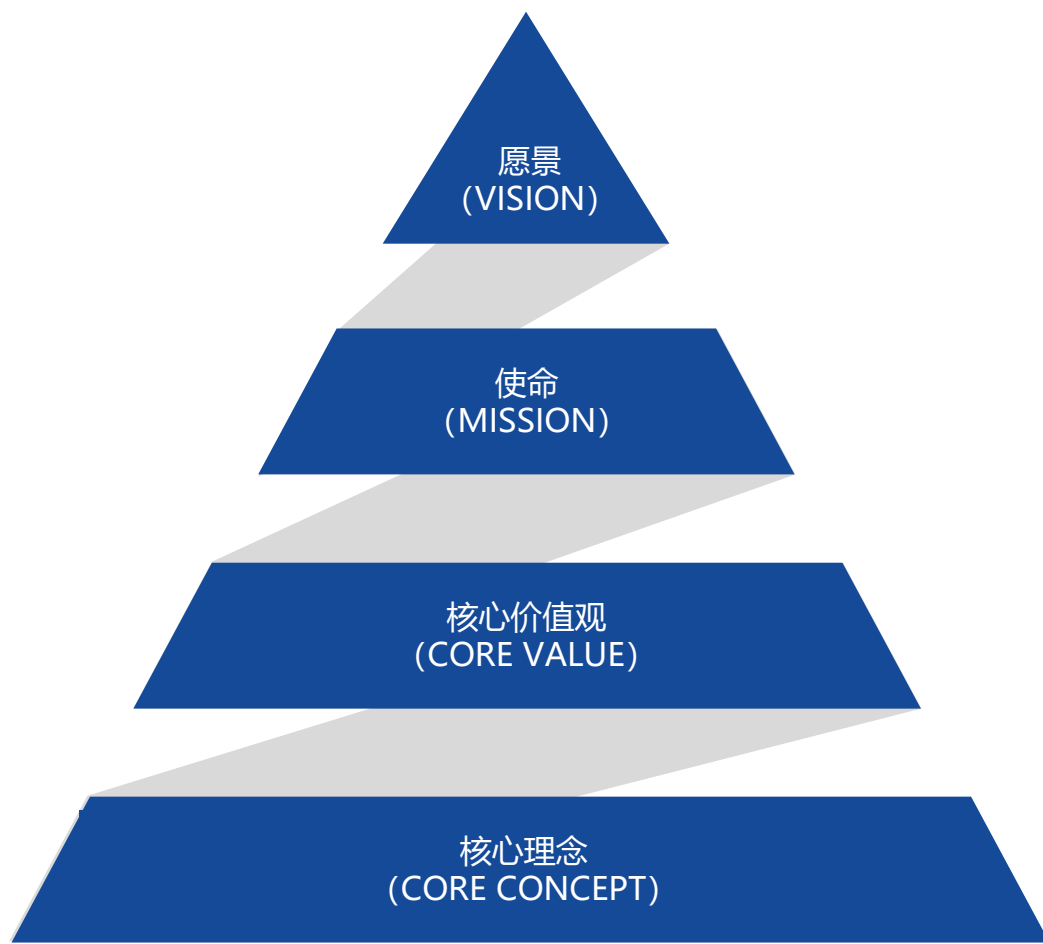 愿景
(VISION)
使命
(MISSION)
核心价值观
(CORE VALUE)
核心理念
(CORE CONCEPT)